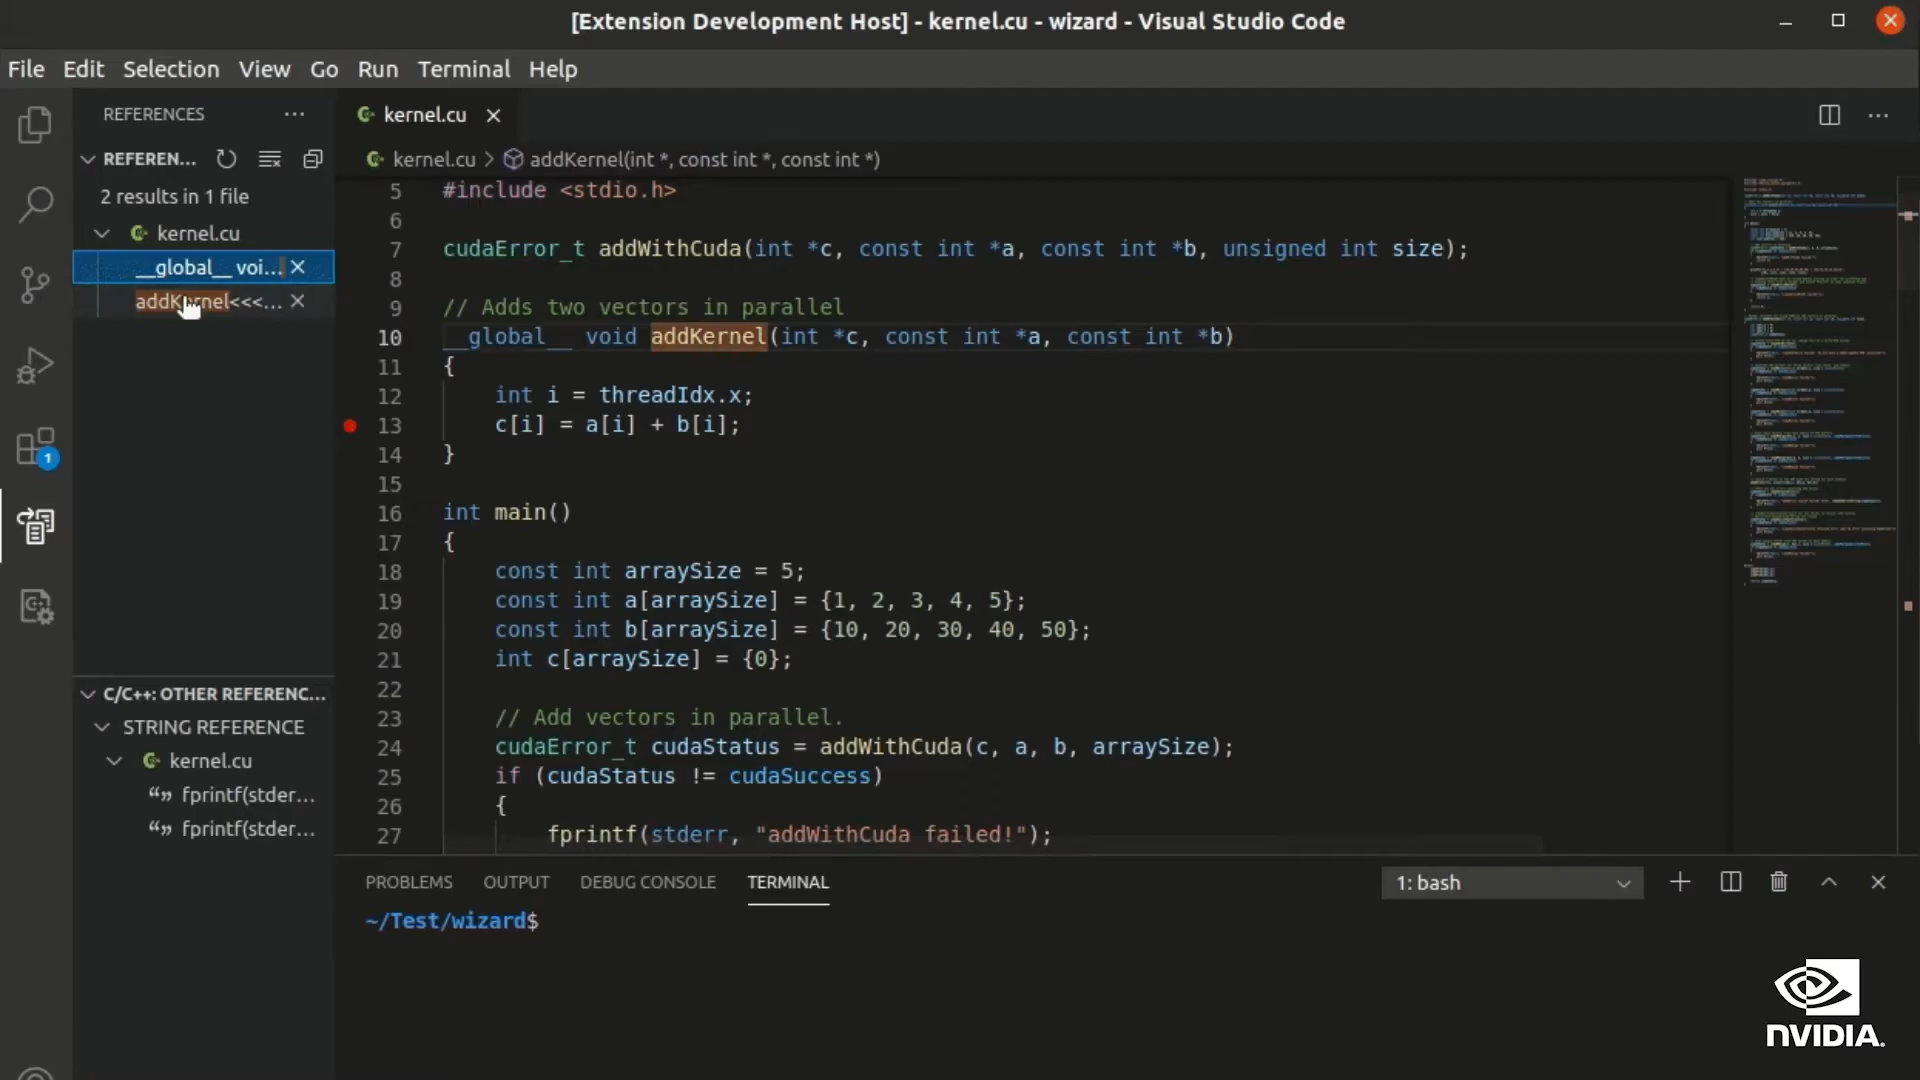 [Extension Development Host] - kernel.cu - wizard - Visual Studio Code
File Edit Selection View Go Run Terminal Help
REFERENCES ···
REFEREN...
2 results in 1 file
kernel.cu
__global__ voi...
addKernel<<<...
1
C/C++: OTHER REFERENC...
STRING REFERENCE
kernel.cu
“” fprintf(stder...
“” fprintf(stder...
kernel.cu
kernel.cu > addKernel(int *, const int *, const int *)
5 #include <stdio.h>
6
7 cudaError_t addWithCuda(int *c, const int *a, const int *b, unsigned int size);
8
9 // Adds two vectors in parallel
10 __global__ void addKernel(int *c, const int *a, const int *b)
11 {
12     int i = threadIdx.x;
13     c[i] = a[i] + b[i];
14 }
15
16 int main()
17 {
18     const int arraySize = 5;
19     const int a[arraySize] = {1, 2, 3, 4, 5};
20     const int b[arraySize] = {10, 20, 30, 40, 50};
21     int c[arraySize] = {0};
22
23     // Add vectors in parallel.
24     cudaError_t cudaStatus = addWithCuda(c, a, b, arraySize);
25     if (cudaStatus != cudaSuccess)
26     {
27         fprintf(stderr, "addWithCuda failed!");
PROBLEMS OUTPUT DEBUG CONSOLE TERMINAL 1: bash
~/Test/wizard$
NVIDIA.